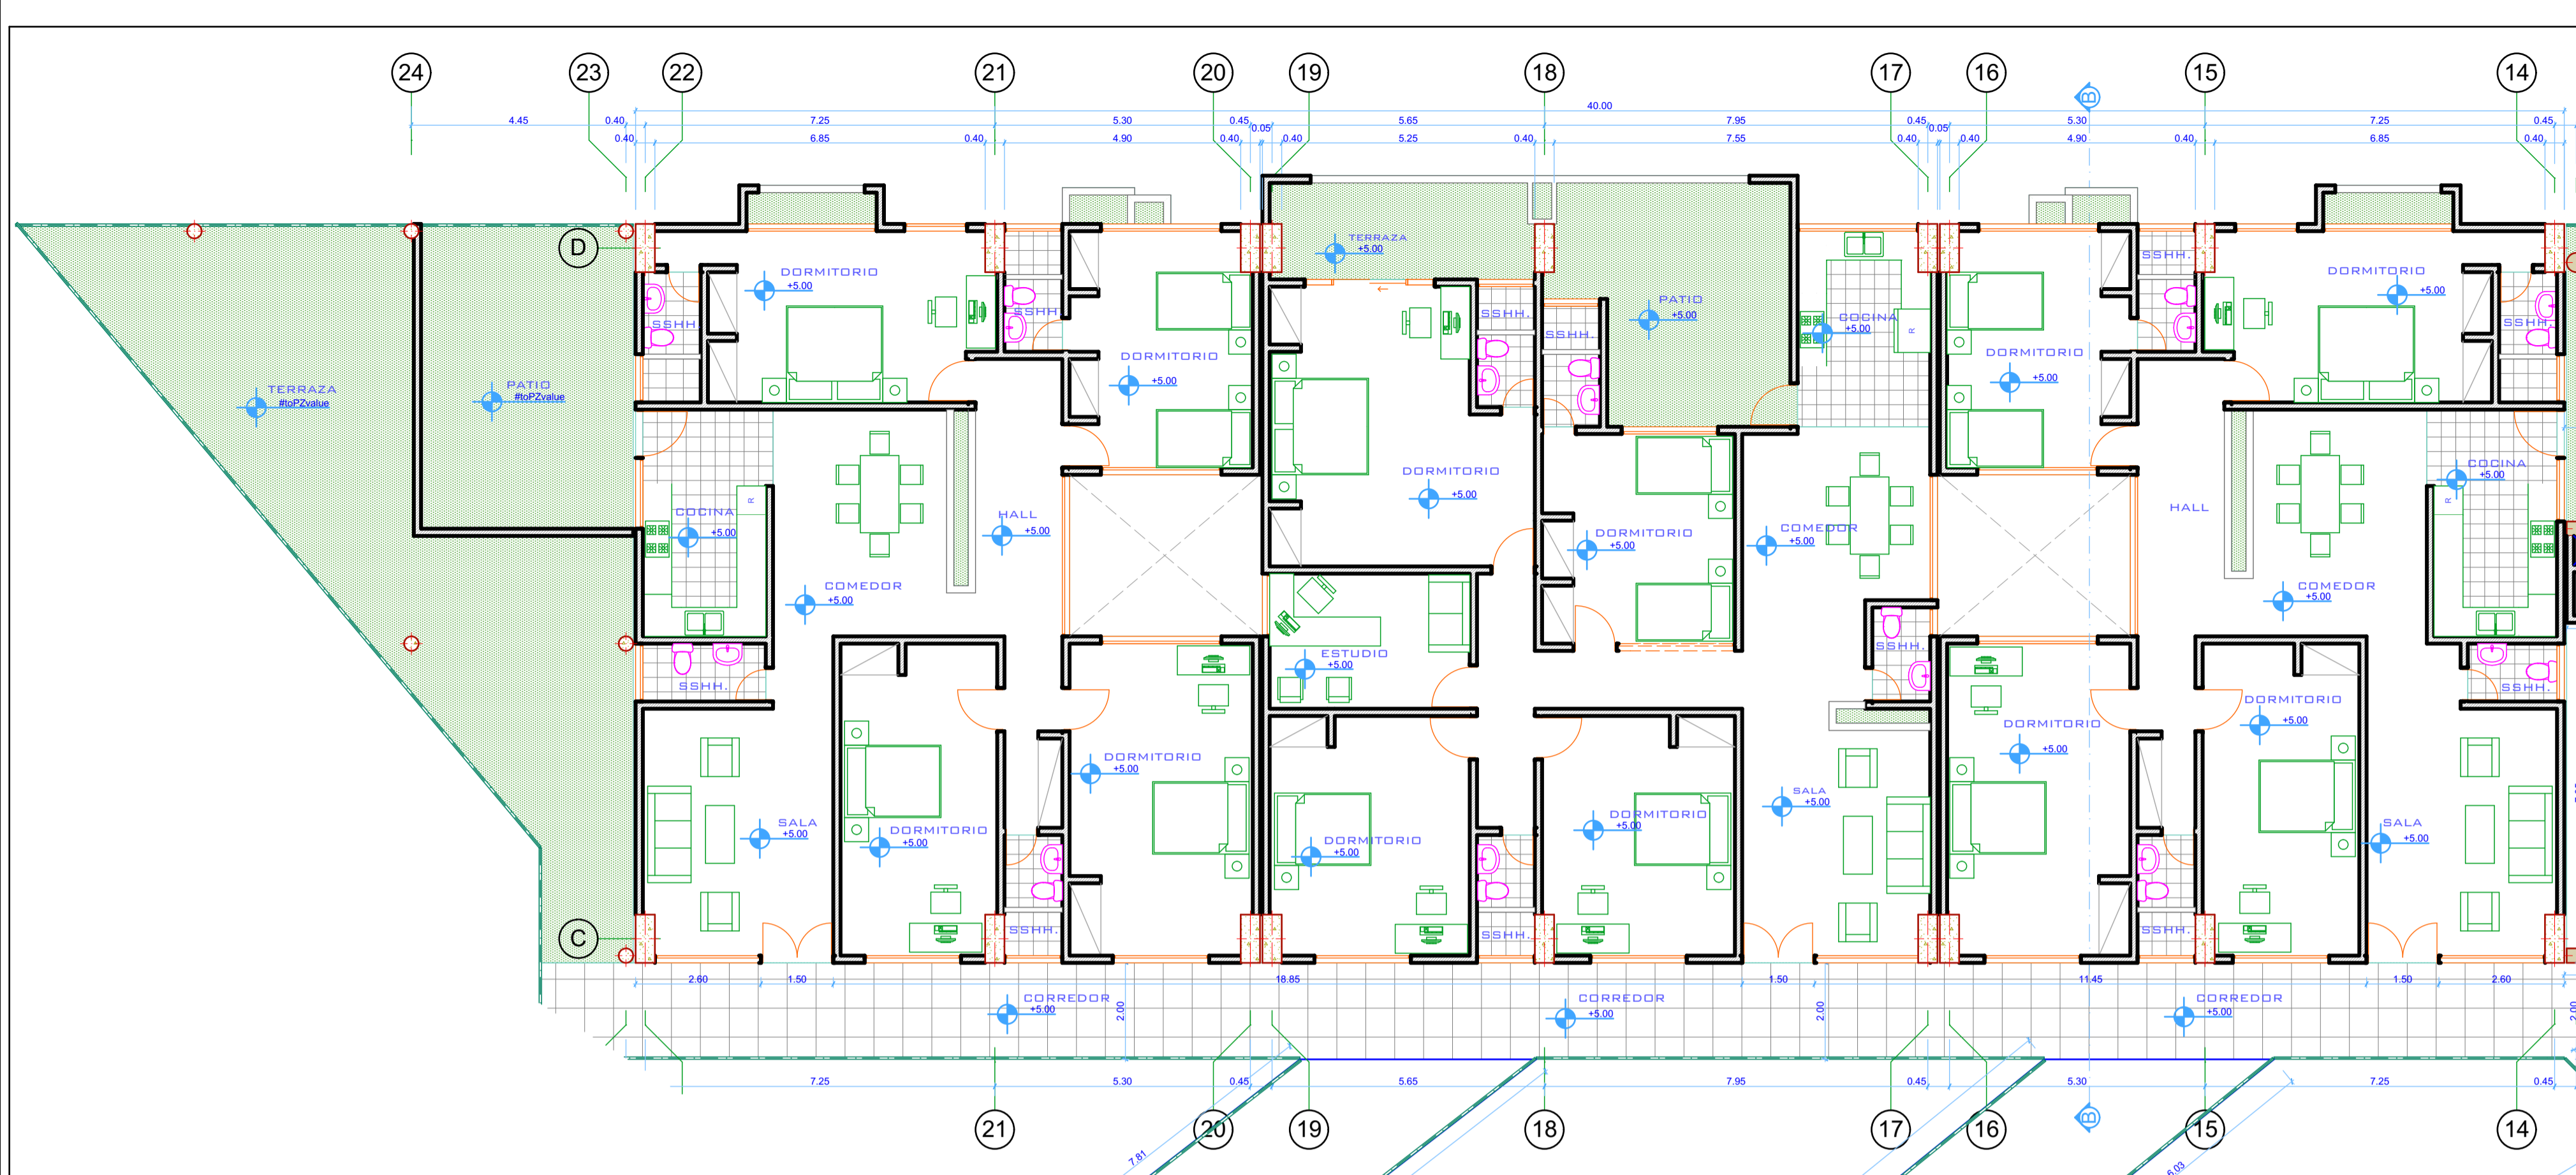 24 23 22 21 20 19 18 17 16 15 14
40.00
B
4.45 0.40 7.25 5.30 0.45 5.65 7.95 0.45 5.30 7.25 0.45
0.05 0.05
0.40 6.85 0.40 4.90 0.40 0.40 5.25 0.40 7.55 0.40 0.40 4.90 0.40 6.85 0.40
D
TERRAZA
+5.00
SSHH.
DORMITORIO
+5.00
DORMITORIO
+5.00
PATIO
+5.00
SSHH.
SSHH.
SSHH.
SSHH.
COCINA
+5.00
R
SSHH.
DORMITORIO
+5.00
DORMITORIO
+5.00
TERRAZA
#toPZvalue
PATIO
#toPZvalue
DORMITORIO
+5.00
COCINA
+5.00
R
R
COCINA
+5.00
HALL
+5.00
DORMITORIO
+5.00
COMEDOR
+5.00
HALL
COMEDOR
+5.00
COMEDOR
+5.00
SSHH.
ESTUDIO
+5.00
SSHH.
SSHH.
DORMITORIO
+5.00
DORMITORIO
+5.00
DORMITORIO
+5.00
SALA
+5.00
SALA
+5.00
DORMITORIO
+5.00
DORMITORIO
+5.00
DORMITORIO
+5.00
SALA
+5.00
C
SSHH.
SSHH.
SSHH.
2.60 1.50 18.85 1.50 11.45 1.50 2.60
CORREDOR
+5.00
2.00
CORREDOR
+5.00
2.00
CORREDOR
+5.00
2.00
7.25 5.30 0.45 5.65 7.95 0.45 5.30 7.25 0.45
B
21 20 19 18 17 16 15 14
7.81
6.03